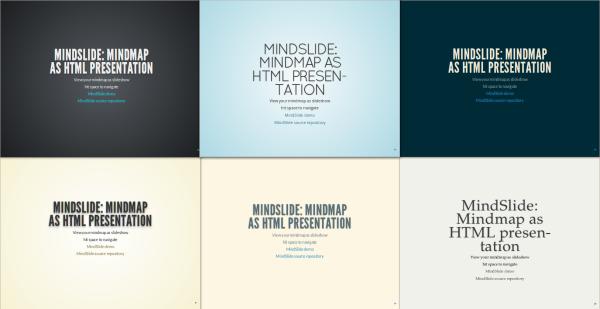 MINDSLIDE: MINDMAP
AS HTML PRESENTATION
View your mindmap as slideshow
hit space to navigate
MindSlide demo
MindSlide source repository
MINDSLIDE:
MINDMAP AS
HTML PRESEN-
TATION
View your mindmap as slideshow
hit space to navigate
MindSlide demo
MindSlide source repository
MINDSLIDE: MINDMAP
AS HTML PRESENTATION
View your mindmap as slideshow
hit space to navigate
MindSlide demo
MindSlide source repository
MINDSLIDE: MINDMAP
AS HTML PRESENTATION
View your mindmap as slideshow
hit space to navigate
MindSlide demo
MindSlide source repository
MINDSLIDE: MINDMAP
AS HTML PRESENTATION
View your mindmap as slideshow
hit space to navigate
MindSlide demo
MindSlide source repository
MindSlide:
Mindmap as
HTML presen-
tation
View your mindmap as slideshow
hit space to navigate
MindSlide demo
MindSlide source repository